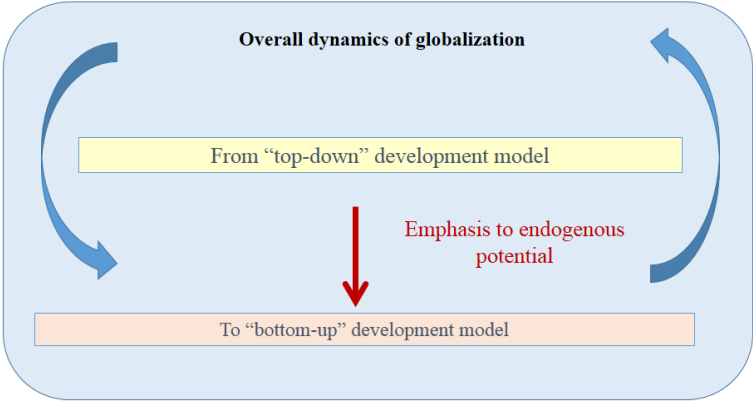 Overall dynamics of globalization
From “top-down” development model
Emphasis to endogenous
potential
To “bottom-up” development model